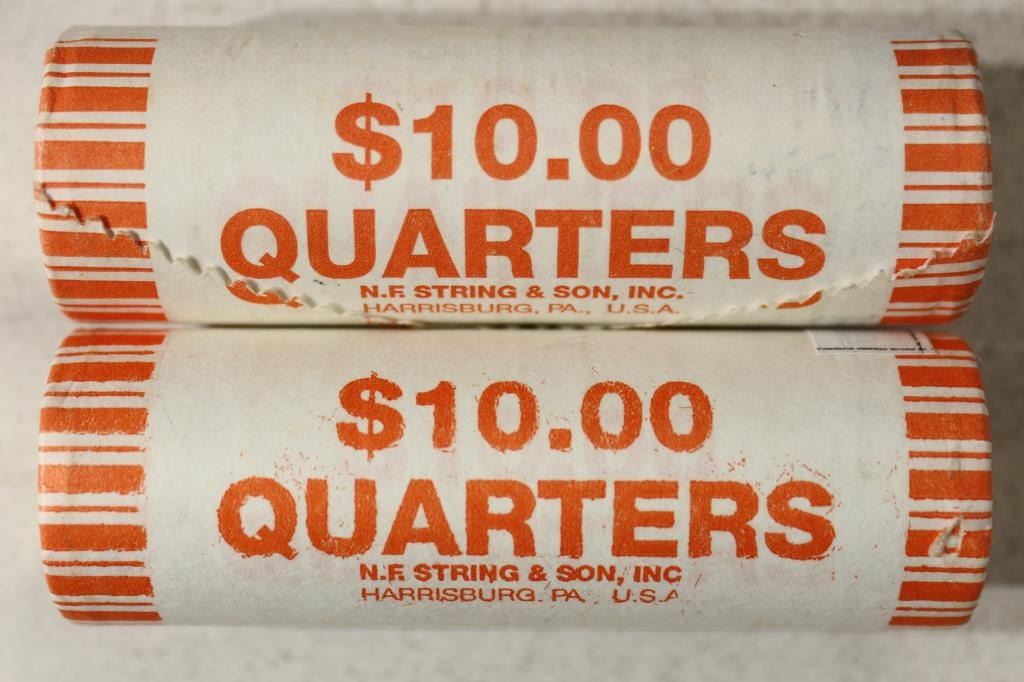 $10.00
QUARTERS
N.F. STRING & SON, INC.
HARRISBURG, PA., U.S.A.
$10.00
QUARTERS
N.F. STRING & SON, INC
HARRISBURG. PA. U.S.A.